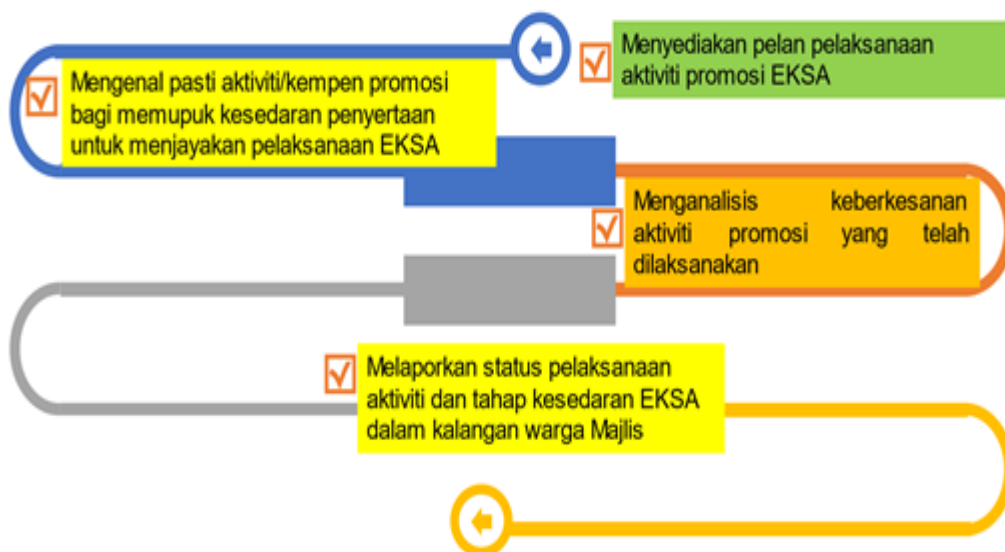 Menyediakan pelan pelaksanaan
aktiviti promosi EKSA
Mengenal pasti aktiviti/kempen promosi
bagi memupuk kesedaran penyertaan
untuk menjayakan pelaksanaan EKSA
Menganalisis keberkesanan
aktiviti promosi yang telah
dilaksanakan
Melaporkan status pelaksanaan
aktiviti dan tahap kesedaran EKSA
dalam kalangan warga Majlis